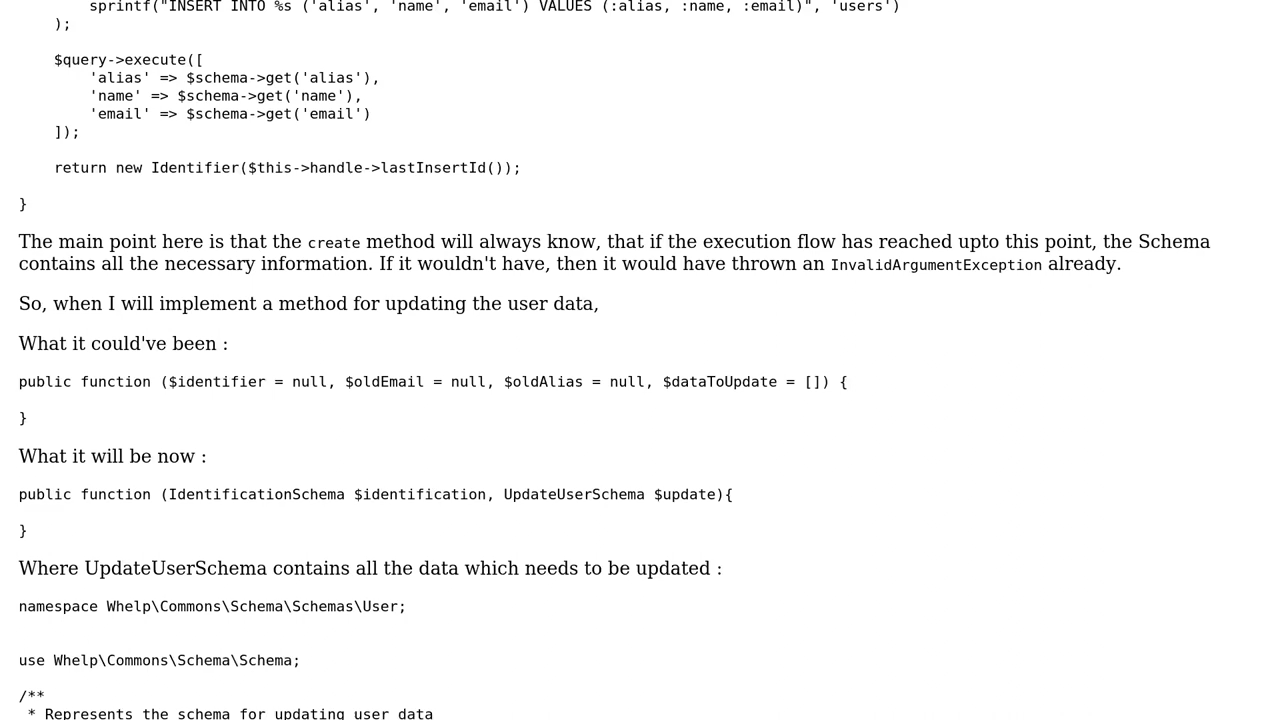 sprintf("INSERT INTO %s ('alias', 'name', 'email') VALUES (:alias, :name, :email)", 'users')
);
$query->execute([
'alias' => $schema->get('alias'),
'name' => $schema->get('name'),
'email' => $schema->get('email')
]);
return new Identifier($this->handle->lastInsertId());
}
The main point here is that the create method will always know, that if the execution flow has reached upto this point, the Schema
contains all the necessary information. If it wouldn't have, then it would have thrown an InvalidArgumentException already.
So, when I will implement a method for updating the user data,
What it could've been :
public function ($identifier = null, $oldEmail = null, $oldAlias = null, $dataToUpdate = []) {
}
What it will be now :
public function (IdentificationSchema $identification, UpdateUserSchema $update){
}
Where UpdateUserSchema contains all the data which needs to be updated :
namespace Whelp\Commons\Schema\Schemas\User;
use Whelp\Commons\Schema\Schema;
/**
* Represents the schema for updating user data